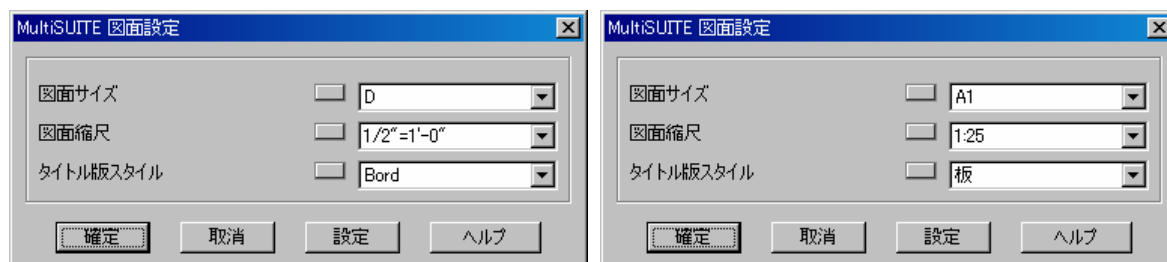 MultiSUITE 図面設定
図面サイズ D
図面縮尺 1/2"=1'-0"
タイトル版スタイル Bord
確定 取消 設定 ヘルプ
MultiSUITE 図面設定
図面サイズ A1
図面縮尺 1:25
タイトル版スタイル 板
確定 取消 設定 ヘルプ